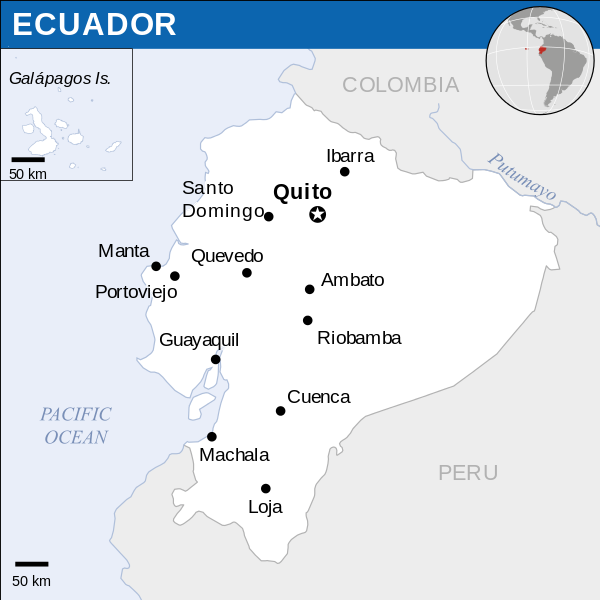 ECUADOR
Galápagos Is.
50 km
COLOMBIA
Putumayo
Ibarra
Santo
Domingo
Quito
Manta
Quevedo
Portoviejo
Ambato
Guayaquil
Riobamba
Cuenca
PACIFIC
OCEAN
Machala
PERU
Loja
50 km